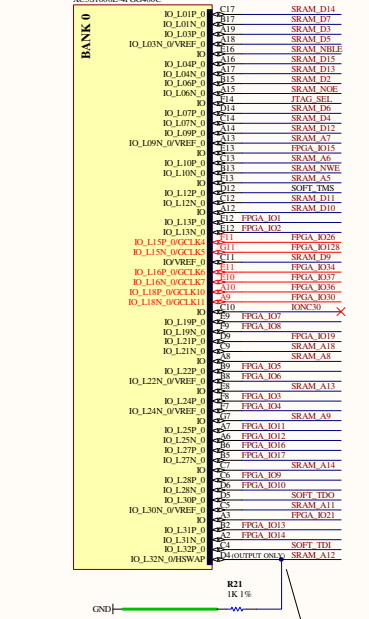 BANK 0
IO_L01P_0 C17 SRAM_D14
IO_L01N_0 B17 SRAM_D7
IO_L03P_0 A19 SRAM_D3
IO_L03N_0/VREF_0 A18 SRAM_D5
IO E16 SRAM_NBLE
IO_L04P_0 A16 SRAM_D15
IO_L04N_0 A17 SRAM_D13
IO_L06P_0 B15 SRAM_D2
IO_L06N_0 A15 SRAM_NOE
IO F14 JTAG_SEL
IO_L07P_0 D14 SRAM_D6
IO_L07N_0 C14 SRAM_D4
IO_L09P_0 A14 SRAM_D12
IO_L09N_0/VREF_0 A13 SRAM_A7
IO E13 FPGA_IO15
IO_L10P_0 C13 SRAM_A6
IO_L10N_0 B13 SRAM_NWE
IO F13 SRAM_A5
IO_L12P_0 D12 SOFT_TMS
IO_L12N_0 C12 SRAM_D11
IO A12 SRAM_D10
IO_L13P_0 F12 FPGA_IO1
IO_L13N_0 E12 FPGA_IO2
IO_L15P_0/GCLK4 F11 FPGA_IO26
IO_L15N_0/GCLK5 G11 FPGA_IO128
IO/VREF_0 C11 SRAM_D9
IO_L16P_0/GCLK6 E11 FPGA_IO34
IO_L16N_0/GCLK7 E10 FPGA_IO37
IO_L18P_0/GCLK10 A10 FPGA_IO36
IO_L18N_0/GCLK11 A9 FPGA_IO30
IO C10 IONC30
IO_L19P_0 E9 FPGA_IO7
IO_L19N_0 F9 FPGA_IO8
IO_L21P_0 D9 FPGA_IO19
IO_L21N_0 C9 SRAM_A18
IO A8 SRAM_A8
IO_L22P_0 B9 FPGA_IO5
IO_L22N_0/VREF_0 B8 FPGA_IO6
IO E8 SRAM_A13
IO_L24P_0 F8 FPGA_IO3
IO_L24N_0/VREF_0 F7 FPGA_IO4
IO G7 SRAM_A9
IO_L25P_0 A7 FPGA_IO11
IO_L25N_0 A6 FPGA_IO12
IO_L27P_0 B6 FPGA_IO16
IO_L27N_0 B5 FPGA_IO17
IO C7 SRAM_A14
IO_L28P_0 C6 FPGA_IO9
IO_L28N_0 D6 FPGA_IO10
IO_L30P_0 D5 SOFT_TDO
IO_L30N_0/VREF_0 C5 SRAM_A11
IO A3 FPGA_IO21
IO_L31P_0 B2 FPGA_IO13
IO_L31N_0 A2 FPGA_IO14
IO_L32P_0 C4 SOFT_TDI
IO_L32N_0/HSWAP D4 (OUTPUT ONLY) SRAM_A12
R21
1K 1%
GND